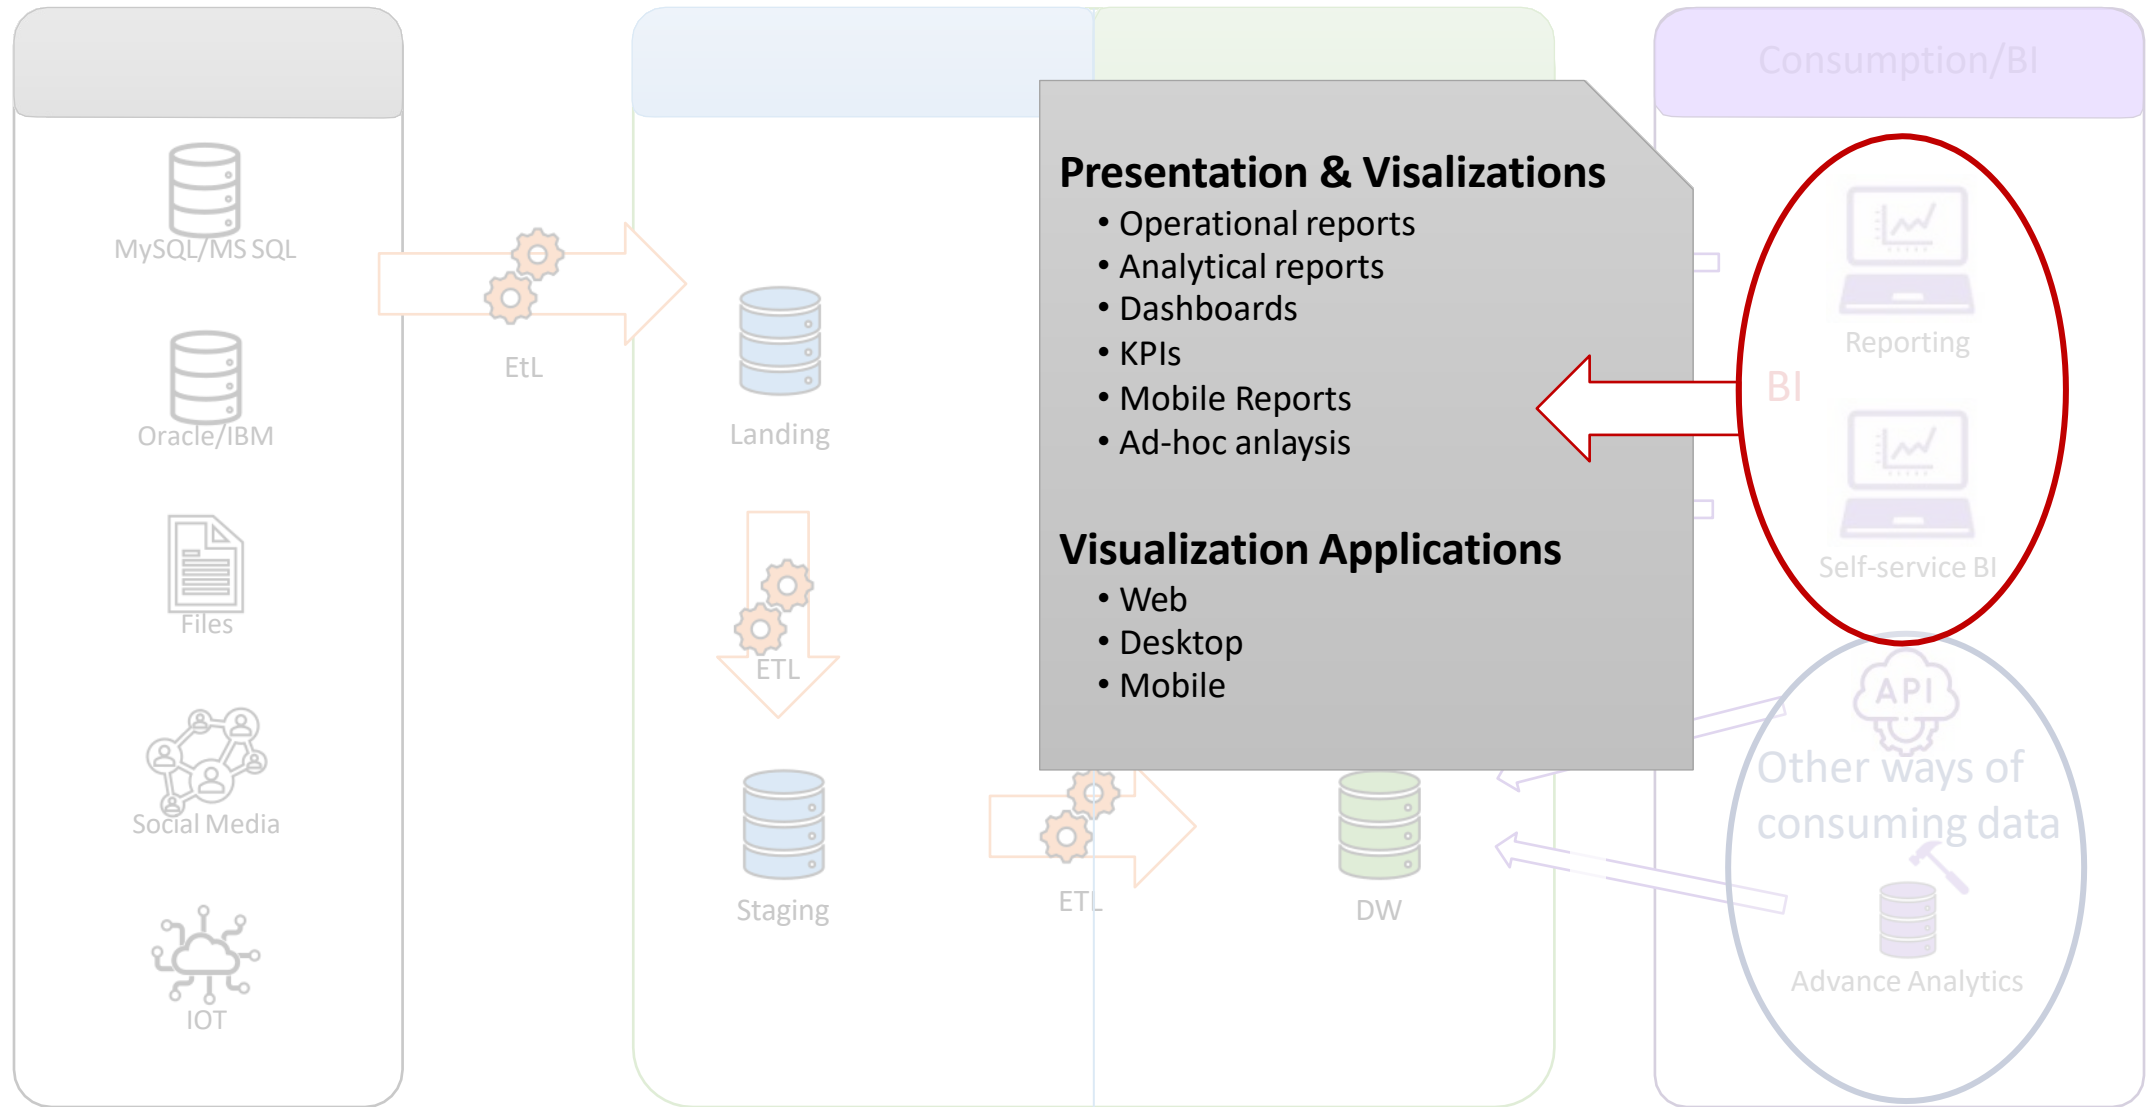 Consumption/BI
MySQL/MS SQL
Oracle/IBM
Files
Social Media
IOT
EtL
Landing
ETL
Staging
ETL
DW
Presentation & Visalizations
• Operational reports
• Analytical reports
• Dashboards
• KPIs
• Mobile Reports
• Ad-hoc anlaysis
Visualization Applications
• Web
• Desktop
• Mobile
Reporting
BI
Self-service BI
API
Other ways of
consuming data
Advance Analytics